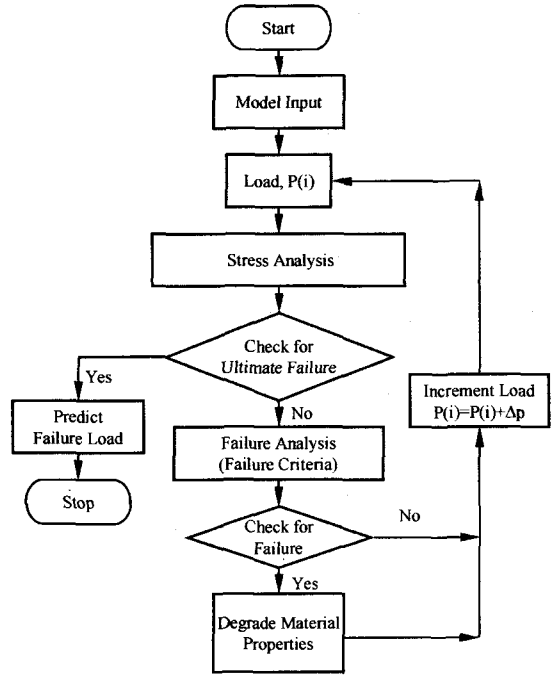 Start
Model Input
Load, P(i)
Stress Analysis
Check for
Ultimate Failure
Yes
No
Predict
Failure Load
Stop
Failure Analysis
(Failure Criteria)
Increment Load
P(i)=P(i)+Δp
Check for
Failure
No
Yes
Degrade Material
Properties